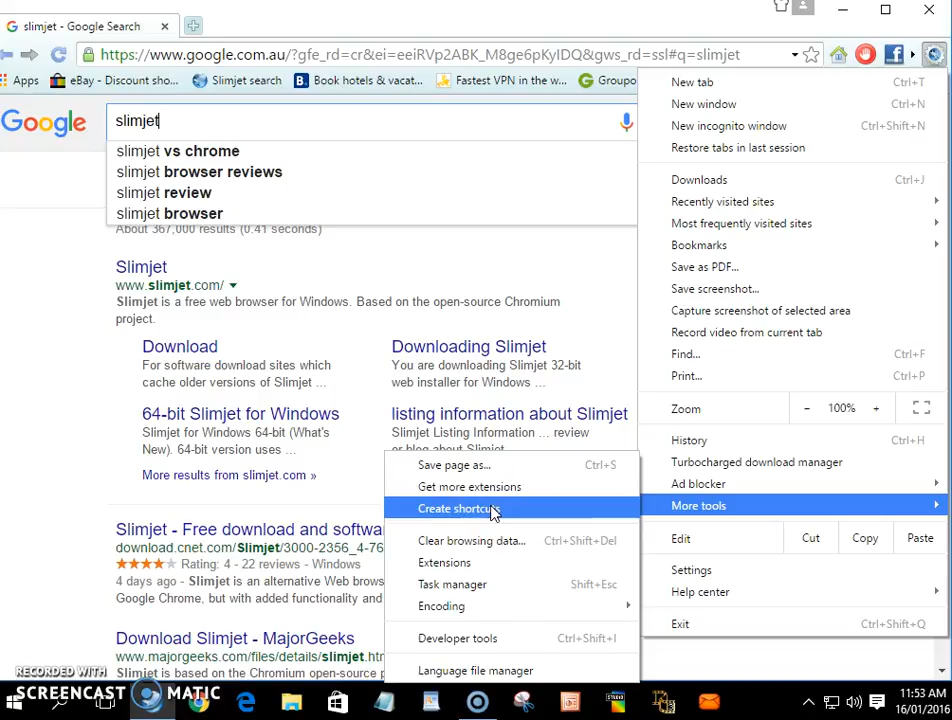 slimjet - Google Search
https://www.google.com.au/?gfe_rd=cr&ei=eeiRVp2ABK_M8ge6pKyIDQ&gws_rd=ssl#q=slimjet
Apps
eBay - Discount sho...
Slimjet search
Book hotels & vacat...
Fastest VPN in the w...
Groupo
Google
slimjet
slimjet vs chrome
slimjet browser reviews
slimjet review
slimjet browser
About 367,000 results (0.41 seconds)
Slimjet
www.slimjet.com/
Slimjet is a free web browser for Windows. Based on the open-source Chromium
project.
Download
For software download sites which
cache older versions of Slimjet ...
Downloading Slimjet
You are downloading Slimjet 32-bit
web installer for Windows ...
64-bit Slimjet for Windows
Slimjet for Windows 64-bit (What's
New). 64-bit version uses ...
listing information about Slimjet
Slimjet Listing Information ... review
More results from slimjet.com »
Slimjet - Free download and softwa
download.cnet.com/Slimjet/3000-2356_4-76
Rating: 4 - 22 reviews - Windows
4 days ago - Slimjet is an alternative Web brows
Google Chrome, but with added functionality and
Download Slimjet - MajorGeeks
www.majorgeeks.com/files/details/slimjet.htm
New tab Ctrl+T
New window Ctrl+N
New incognito window Ctrl+Shift+N
Restore tabs in last session
Downloads Ctrl+J
Recently visited sites
Most frequently visited sites
Bookmarks
Save as PDF...
Save screenshot...
Capture screenshot of selected area
Record video from current tab
Find... Ctrl+F
Print... Ctrl+P
Zoom - 100% +
History Ctrl+H
Turbocharged download manager
Ad blocker
More tools
Edit Cut Copy Paste
Settings
Help center
Exit Ctrl+Shift+Q
Save page as... Ctrl+S
Get more extensions
Create shortcuts
Clear browsing data... Ctrl+Shift+Del
Extensions
Task manager Shift+Esc
Encoding
Developer tools Ctrl+Shift+I
Language file manager
RECORDED WITH
SCREENCAST MATIC
STUDIO
11:53 AM
16/01/2016